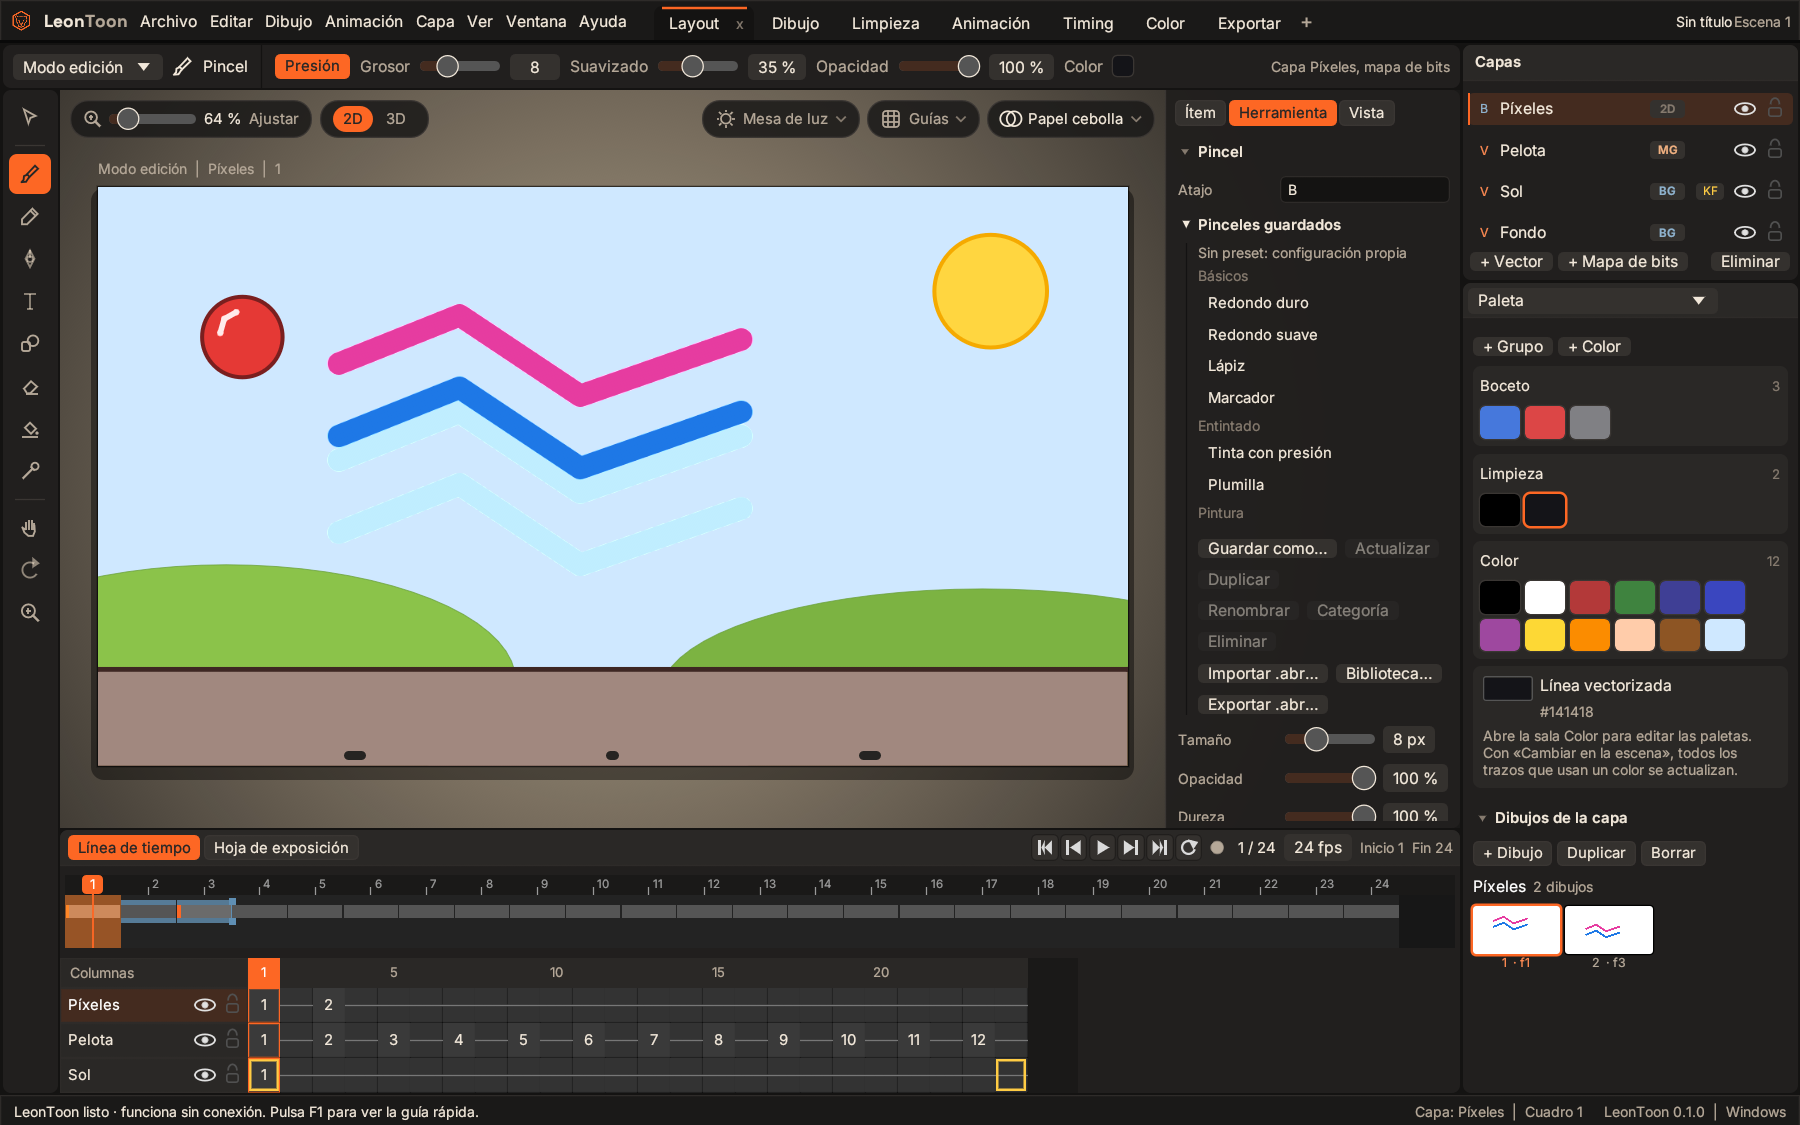 LeonToon Archivo Editar Dibujo Animación Capa Ver Ventana Ayuda Layout x Dibujo Limpieza Animación Timing Color Exportar + Sin título Escena 1
Modo edición Pincel Presión Grosor 8 Suavizado 35 % Opacidad 100 % Color Capa Píxeles, mapa de bits
64 % Ajustar 2D 3D Mesa de luz Guías Papel cebolla
Modo edición | Píxeles | 1
Ítem Herramienta Vista
Pincel
Atajo B
Pinceles guardados
Sin preset: configuración propia
Básicos
Redondo duro
Redondo suave
Lápiz
Marcador
Entintado
Tinta con presión
Plumilla
Pintura
Guardar como... Actualizar
Duplicar
Renombrar Categoría
Eliminar
Importar .abr... Biblioteca...
Exportar .abr...
Tamaño 8 px
Opacidad 100 %
Dureza 100 %
Capas
B Píxeles 2D
V Pelota MG
V Sol BG KF
V Fondo BG
+ Vector + Mapa de bits Eliminar
Paleta
+ Grupo + Color
Boceto 3
Limpieza 2
Color 12
Línea vectorizada
#141418
Abre la sala Color para editar las paletas.
Con «Cambiar en la escena», todos los
trazos que usan un color se actualizan.
Dibujos de la capa
+ Dibujo Duplicar Borrar
Píxeles 2 dibujos
1 · f1 2 · f3
Línea de tiempo Hoja de exposición 1 / 24 24 fps Inicio 1 Fin 24
1 2 3 4 5 6 7 8 9 10 11 12 13 14 15 16 17 18 19 20 21 22 23 24
Columnas 1 5 10 15 20
Píxeles 1 2
Pelota 1 2 3 4 5 6 7 8 9 10 11 12
Sol 1
LeonToon listo · funciona sin conexión. Pulsa F1 para ver la guía rápida. Capa: Píxeles | Cuadro 1 LeonToon 0.1.0 | Windows